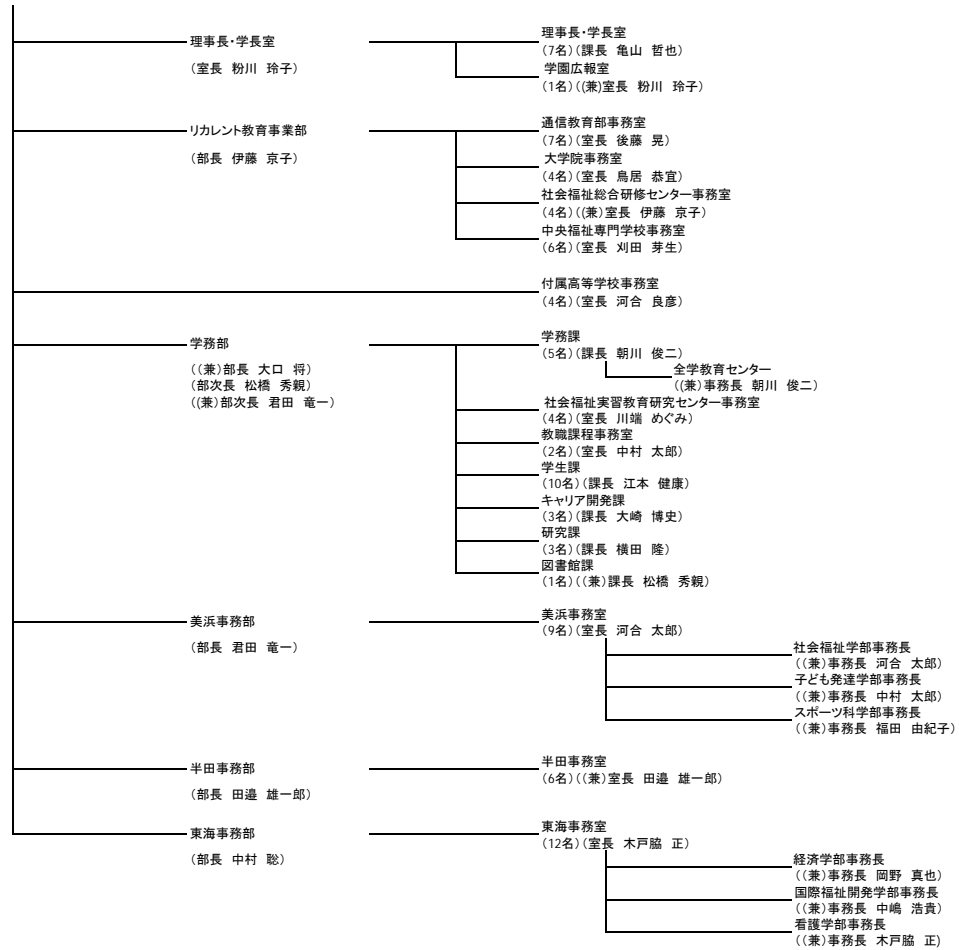 理事長・学長室
(室長 粉川 玲子)
理事長・学長室
(7名)(課長 亀山 哲也)
学園広報室
(1名)((兼)室長 粉川 玲子)
リカレント教育事業部
(部長 伊藤 京子)
通信教育部事務室
(7名)(室長 後藤 晃)
大学院事務室
(4名)(室長 鳥居 恭宜)
社会福祉総合研修センター事務室
(4名)((兼)室長 伊藤 京子)
中央福祉専門学校事務室
(6名)(室長 刈田 芽生)
付属高等学校事務室
(4名)(室長 河合 良彦)
学務部
((兼)部長 大口 将)
(部次長 松橋 秀親)
((兼)部次長 君田 竜一)
学務課
(5名)(課長 朝川 俊二)
全学教育センター
((兼)事務長 朝川 俊二)
社会福祉実習教育研究センター事務室
(4名)(室長 川端 めぐみ)
教職課程事務室
(2名)(室長 中村 太郎)
学生課
(10名)(課長 江本 健康)
キャリア開発課
(3名)(課長 大崎 博史)
研究課
(3名)(課長 横田 隆)
図書館課
(1名)((兼)課長 松橋 秀親)
美浜事務部
(部長 君田 竜一)
美浜事務室
(9名)(室長 河合 太郎)
社会福祉学部事務長
((兼)事務長 河合 太郎)
子ども発達学部事務長
((兼)事務長 中村 太郎)
スポーツ科学部事務長
((兼)事務長 福田 由紀子)
半田事務部
(部長 田邉 雄一郎)
半田事務室
(6名)((兼)室長 田邉 雄一郎)
東海事務部
(部長 中村 聡)
東海事務室
(12名)(室長 木戸脇 正)
経済学部事務長
((兼)事務長 岡野 真也)
国際福祉開発学部事務長
((兼)事務長 中嶋 浩貴)
看護学部事務長
((兼)事務長 木戸脇 正)